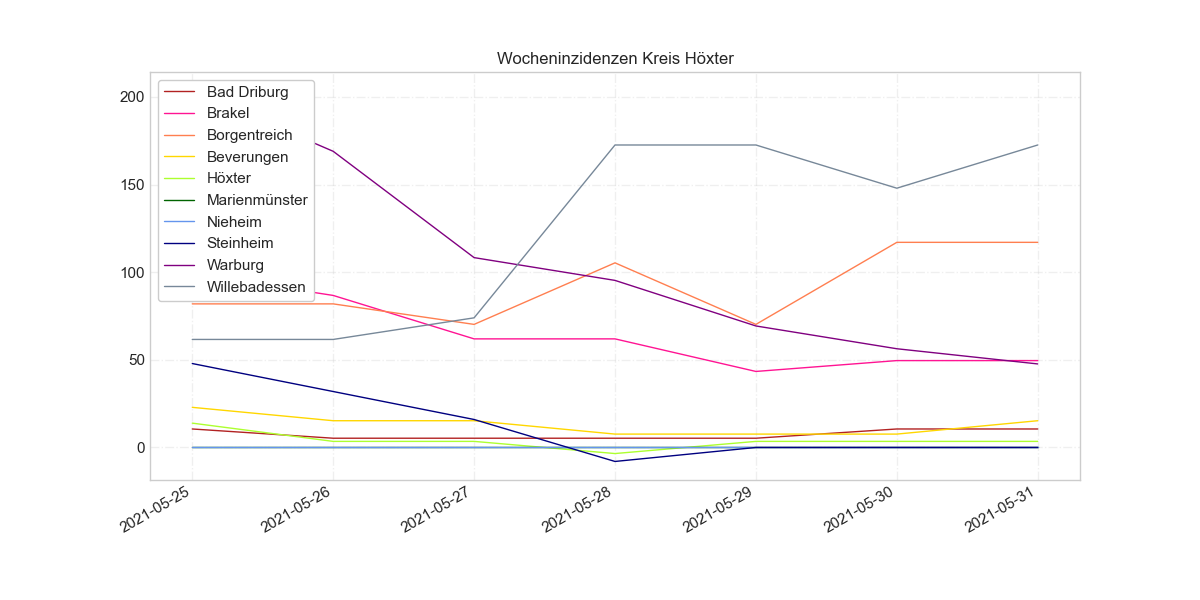 Wocheninzidenzen Kreis Höxter
200
150
100
50
0
Bad Driburg
Brakel
Borgentreich
Beverungen
Höxter
Marienmünster
Nieheim
Steinheim
Warburg
Willebadessen
2021-05-25
2021-05-26
2021-05-27
2021-05-28
2021-05-29
2021-05-30
2021-05-31